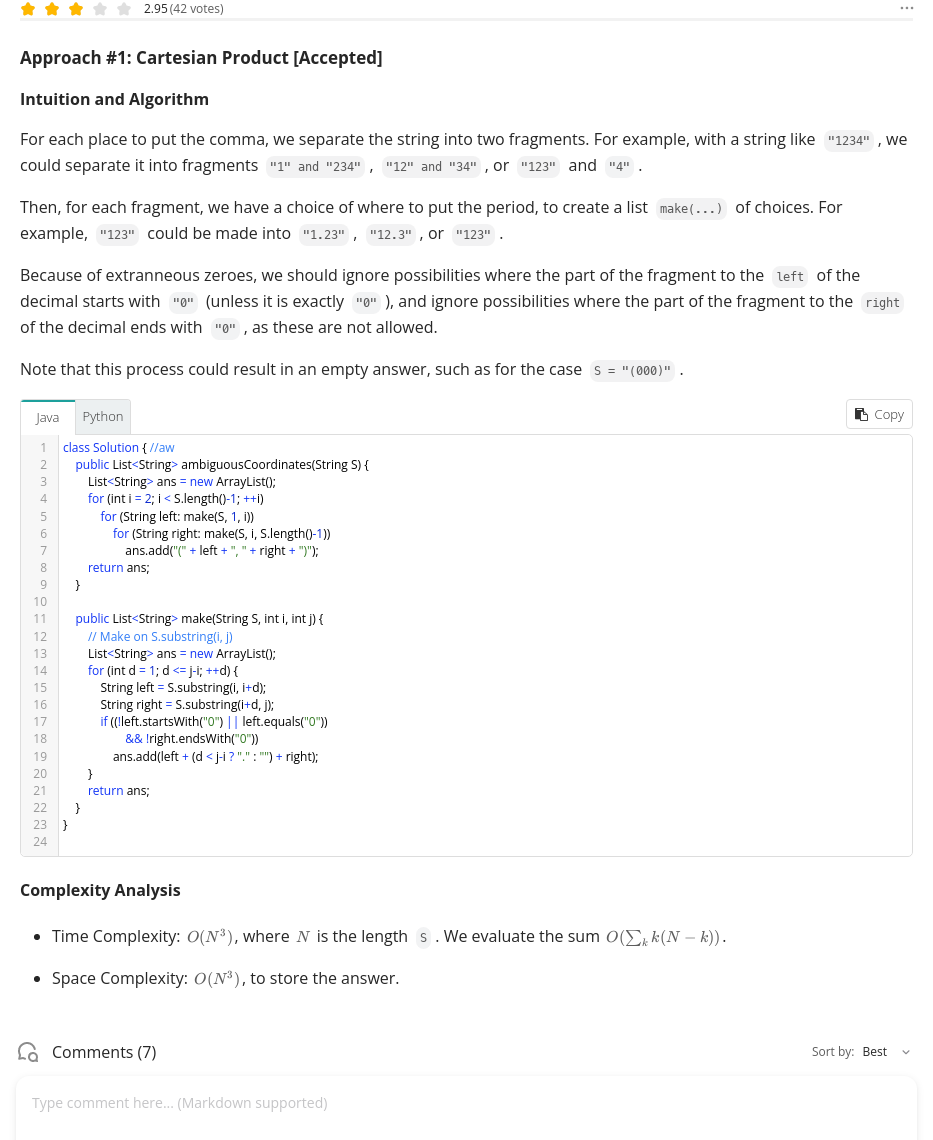 2.95 (42 votes)
Approach #1: Cartesian Product [Accepted]
Intuition and Algorithm
For each place to put the comma, we separate the string into two fragments. For example, with a string like "1234" , we
could separate it into fragments "1" and "234" , "12" and "34" , or "123" and "4" .
Then, for each fragment, we have a choice of where to put the period, to create a list make(...) of choices. For
example, "123" could be made into "1.23" , "12.3" , or "123" .
Because of extranneous zeroes, we should ignore possibilities where the part of the fragment to the left of the
decimal starts with "0" (unless it is exactly "0" ), and ignore possibilities where the part of the fragment to the right
of the decimal ends with "0" , as these are not allowed.
Note that this process could result in an empty answer, such as for the case S = "(000)" .
Java Python Copy
1 class Solution { //aw
2 public List<String> ambiguousCoordinates(String S) {
3 List<String> ans = new ArrayList();
4 for (int i = 2; i < S.length()-1; ++i)
5 for (String left: make(S, 1, i))
6 for (String right: make(S, i, S.length()-1))
7 ans.add("(" + left + ", " + right + ")");
8 return ans;
9 }
10
11 public List<String> make(String S, int i, int j) {
12 // Make on S.substring(i, j)
13 List<String> ans = new ArrayList();
14 for (int d = 1; d <= j-i; ++d) {
15 String left = S.substring(i, i+d);
16 String right = S.substring(i+d, j);
17 if ((!left.startsWith("0") || left.equals("0"))
18 && !right.endsWith("0"))
19 ans.add(left + (d < j-i ? "." : "") + right);
20 }
21 return ans;
22 }
23 }
24
Complexity Analysis
• Time Complexity: O(N³), where N is the length S . We evaluate the sum O(∑ₖ k(N − k)).
• Space Complexity: O(N³), to store the answer.
Comments (7) Sort by: Best
Type comment here... (Markdown supported)